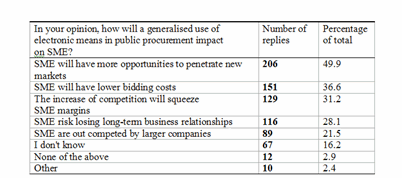 In your opinion, how will a generalised use of
electronic means in public procurement impact
on SME?
Number of
replies
Percentage
of total
SME will have more opportunities to penetrate new
markets
206
49.9
SME will have lower bidding costs
151
36.6
The increase of competition will squeeze
SME margins
129
31.2
SME risk losing long-term business relationships
116
28.1
SME are out competed by larger companies
89
21.5
I don't know
67
16.2
None of the above
12
2.9
Other
10
2.4